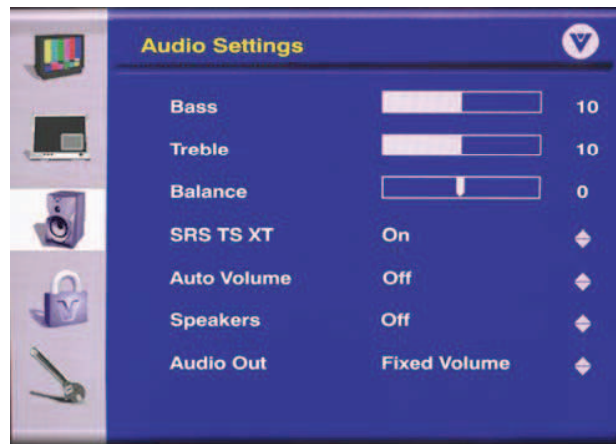 Audio Settings
Bass 10
Treble 10
Balance 0
SRS TS XT On
Auto Volume Off
Speakers Off
Audio Out Fixed Volume